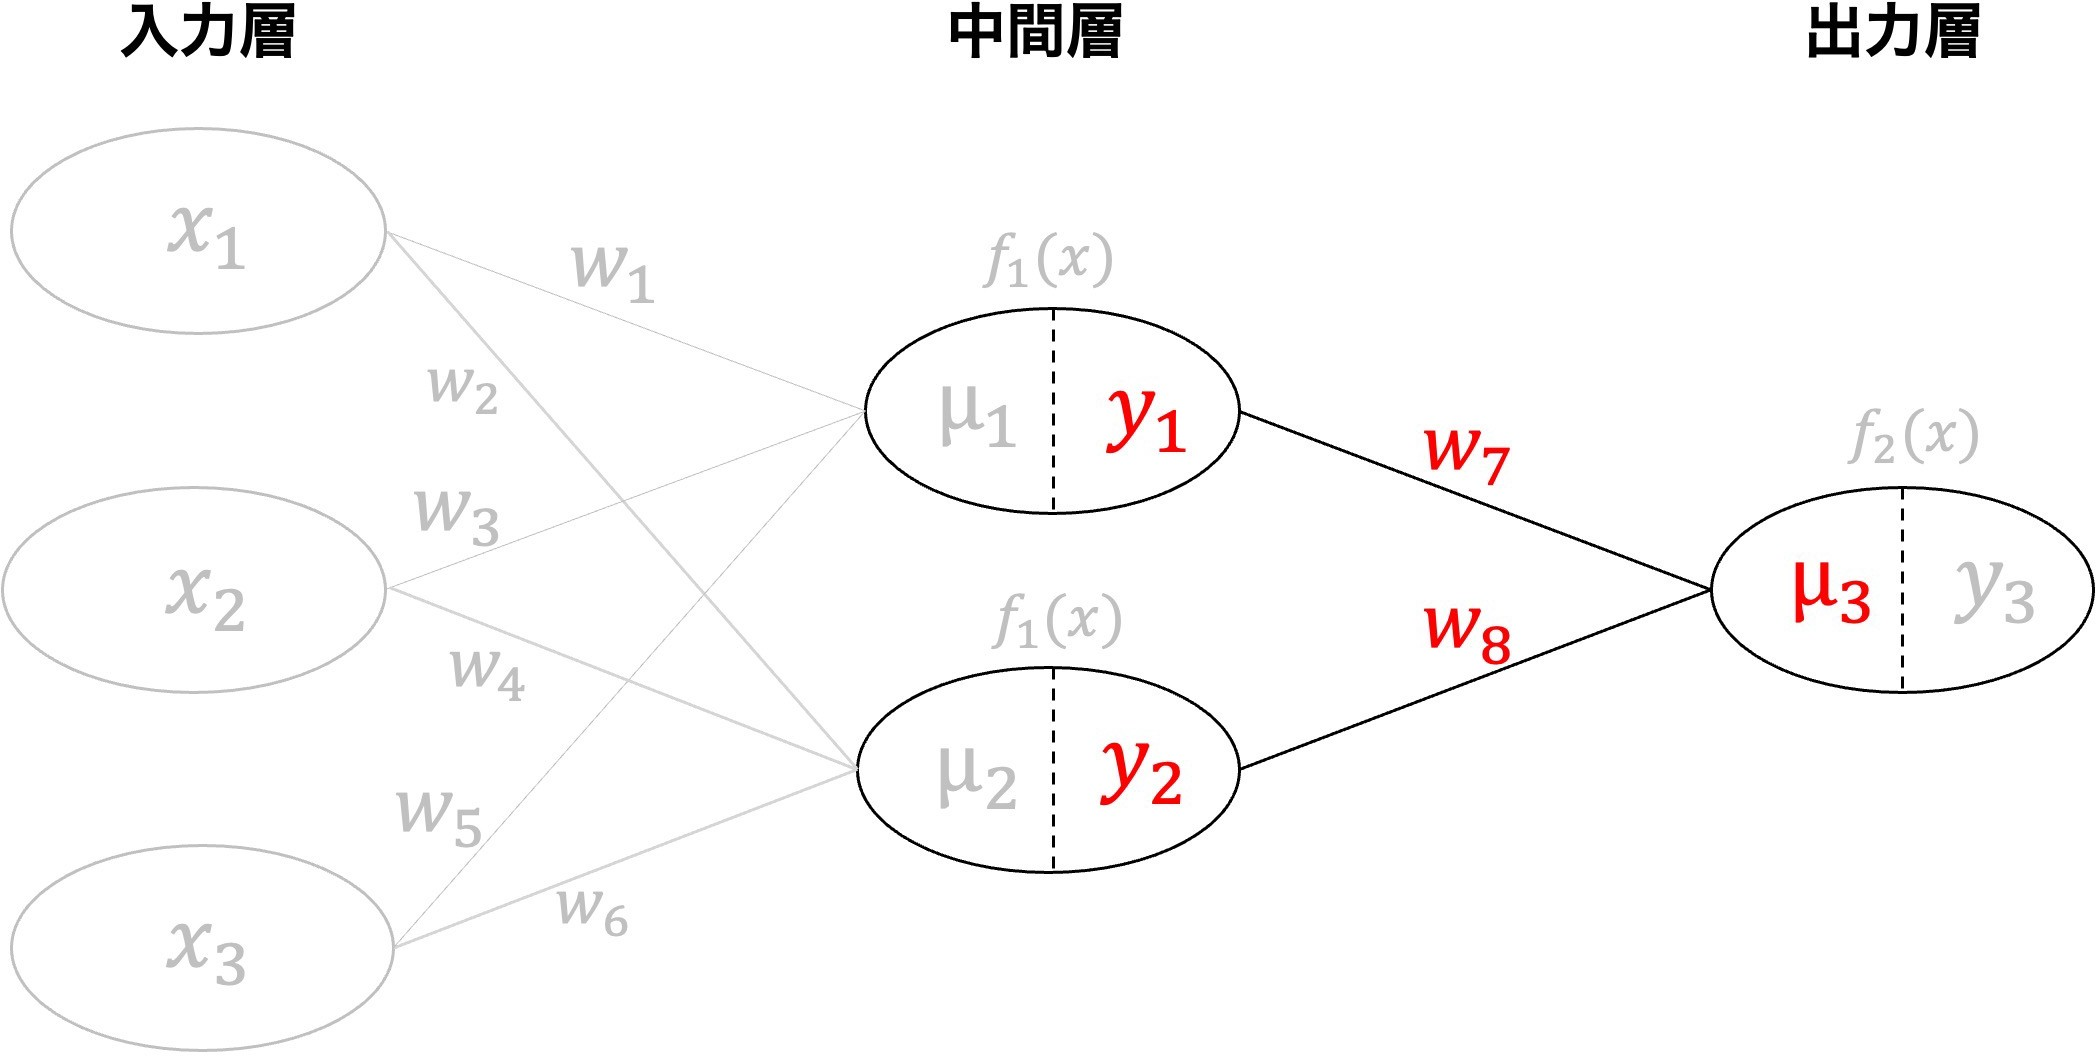 入力層 中間層 出力層
x₁
w₁
f₁(x)
w₂
μ₁ y₁
w₇
f₂(x)
w₃
x₂
μ₃ y₃
f₁(x)
w₈
w₄
μ₂ y₂
w₅
w₆
x₃